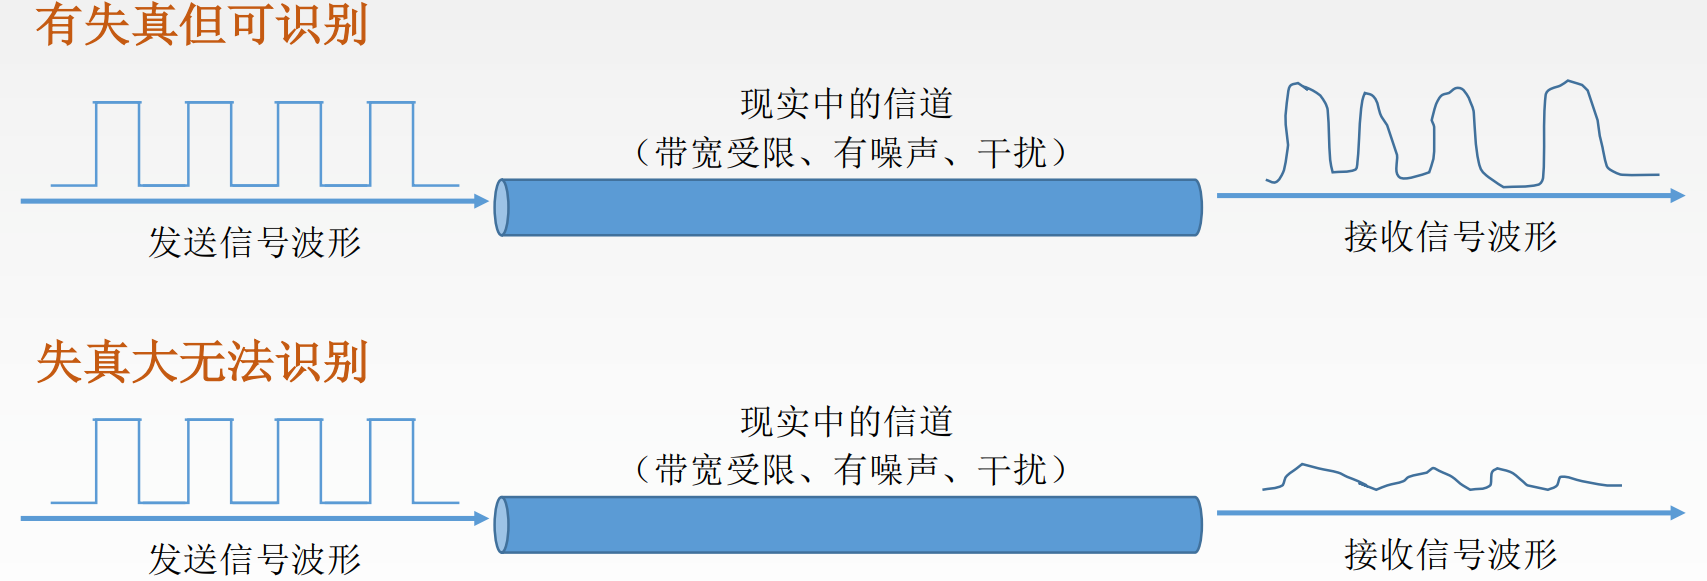 有失真但可识别
现实中的信道
（带宽受限、有噪声、干扰）
发送信号波形
接收信号波形
失真大无法识别
现实中的信道
（带宽受限、有噪声、干扰）
发送信号波形
接收信号波形